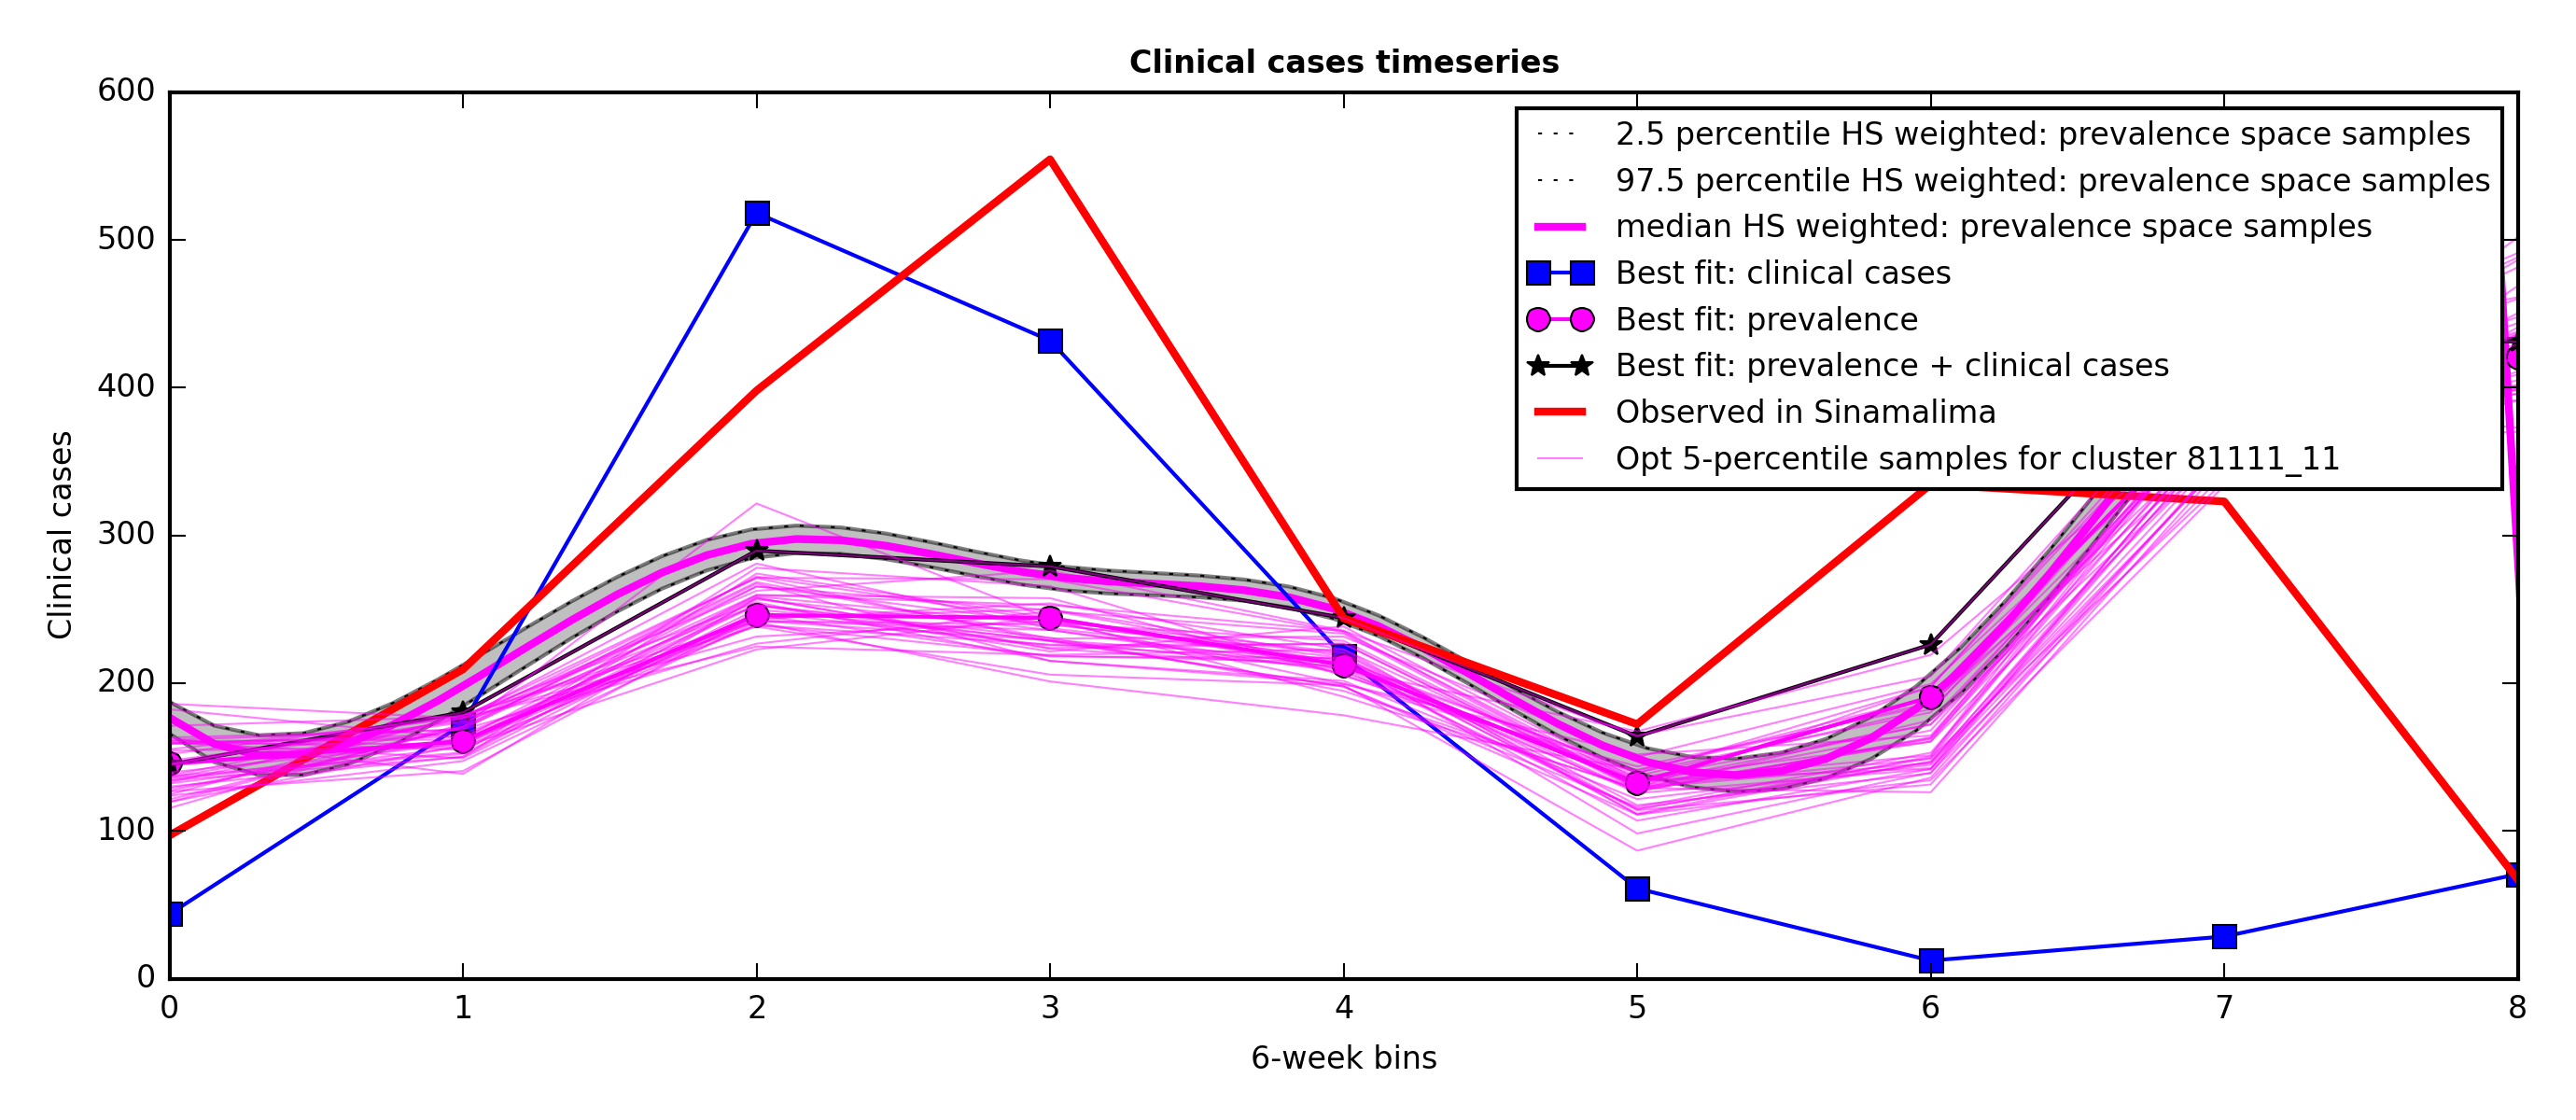 Clinical cases timeseries
600
500
400
300
200
100
0
Clinical cases
2.5 percentile HS weighted: prevalence space samples
97.5 percentile HS weighted: prevalence space samples
median HS weighted: prevalence space samples
Best fit: clinical cases
Best fit: prevalence
Best fit: prevalence + clinical cases
Observed in Sinamalima
Opt 5-percentile samples for cluster 81111_11
0 1 2 3 4 5 6 7 8
6-week bins